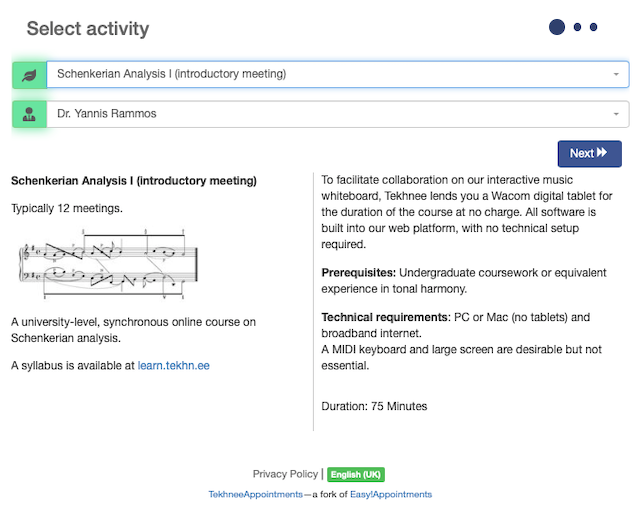 Select activity
Schenkerian Analysis I (introductory meeting)
Dr. Yannis Rammos
Next
Schenkerian Analysis I (introductory meeting)
Typically 12 meetings.
A university-level, synchronous online course on
Schenkerian analysis.
A syllabus is available at learn.tekhn.ee
To facilitate collaboration on our interactive music
whiteboard, Tekhnee lends you a Wacom digital tablet for
the duration of the course at no charge. All software is
built into our web platform, with no technical setup
required.
Prerequisites: Undergraduate coursework or equivalent
experience in tonal harmony.
Technical requirements: PC or Mac (no tablets) and
broadband internet.
A MIDI keyboard and large screen are desirable but not
essential.
Duration: 75 Minutes
Privacy Policy | English (UK)
TekhneeAppointments—a fork of Easy!Appointments